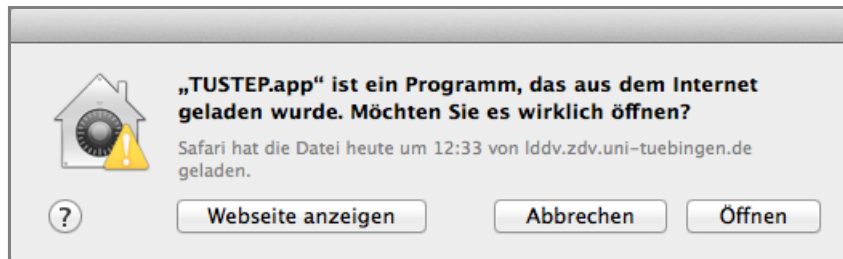 „TUSTEP.app“ ist ein Programm, das aus dem Internet
geladen wurde. Möchten Sie es wirklich öffnen?
Safari hat die Datei heute um 12:33 von lddv.zdv.uni-tuebingen.de
geladen.
? Webseite anzeigen Abbrechen Öffnen